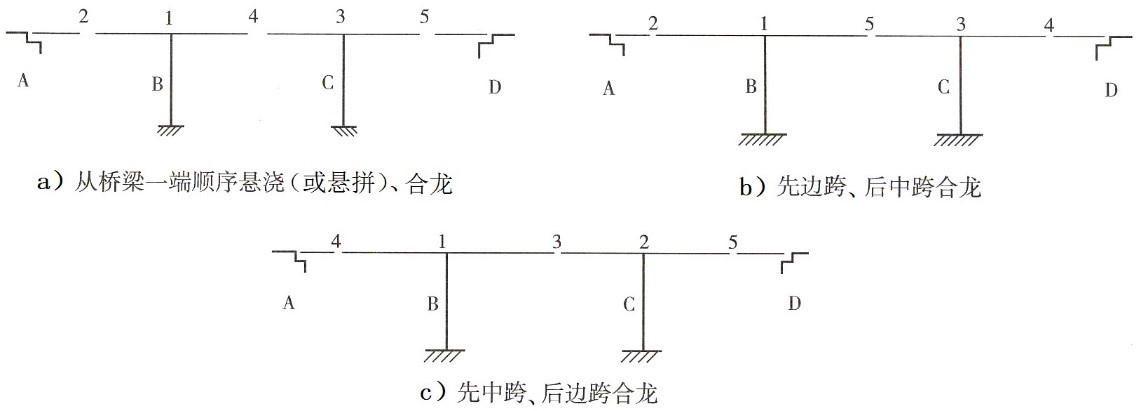 2 1 4 3 5
A B C D
a) 从桥梁一端顺序悬浇(或悬拼)、合龙
2 1 5 3 4
A B C D
b) 先边跨、后中跨合龙
4 1 3 2 5
A B C D
c) 先中跨、后边跨合龙